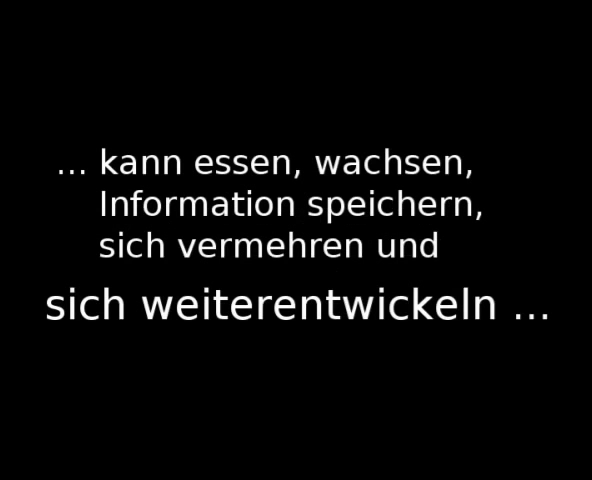 ... kann essen, wachsen,
Information speichern,
sich vermehren und
sich weiterentwickeln ...